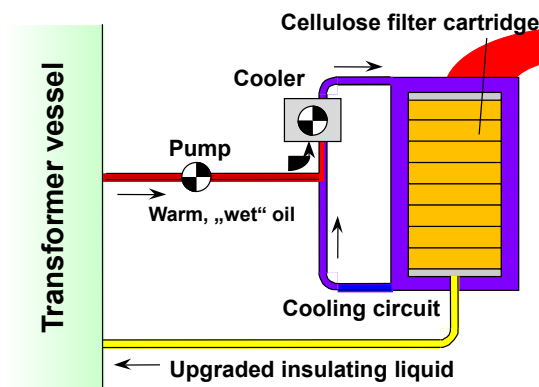 Cellulose filter cartridge
Cooler
Pump
Warm, „wet“ oil
Transformer vessel
Cooling circuit
Upgraded insulating liquid